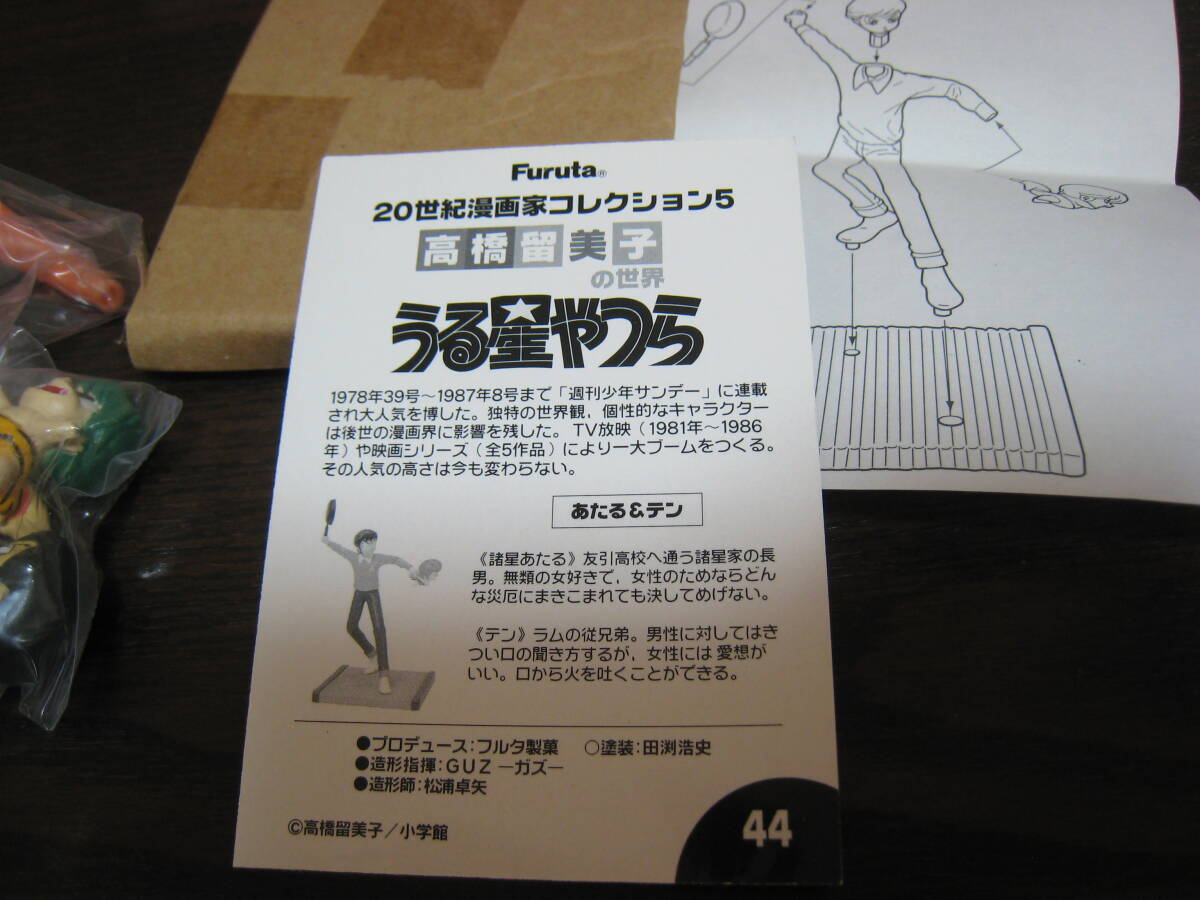 Furuta®
20世紀漫画家コレクション5
高橋留美子
の世界
うる星やつら
1978年39号～1987年8号まで「週刊少年サンデー」に連載
され大人気を博した。独特の世界観，個性的なキャラクター
は後世の漫画界に影響を残した。TV放映（1981年～1986
年）や映画シリーズ（全5作品）により一大ブームをつくる。
その人気の高さは今も変わらない。
あたる&テン
《諸星あたる》友引高校へ通う諸星家の長
男。無類の女好きで，女性のためならどん
な災厄にまきこまれても決してめげない。
《テン》ラムの従兄弟。男性に対してはき
つい口の聞き方するが，女性には愛想が
いい。口から火を吐くことができる。
●プロデュース：フルタ製菓　○塗装：田渕浩史
●造形指揮：GUZ ―ガズ―
●造形師：松浦卓矢
©高橋留美子／小学館
44